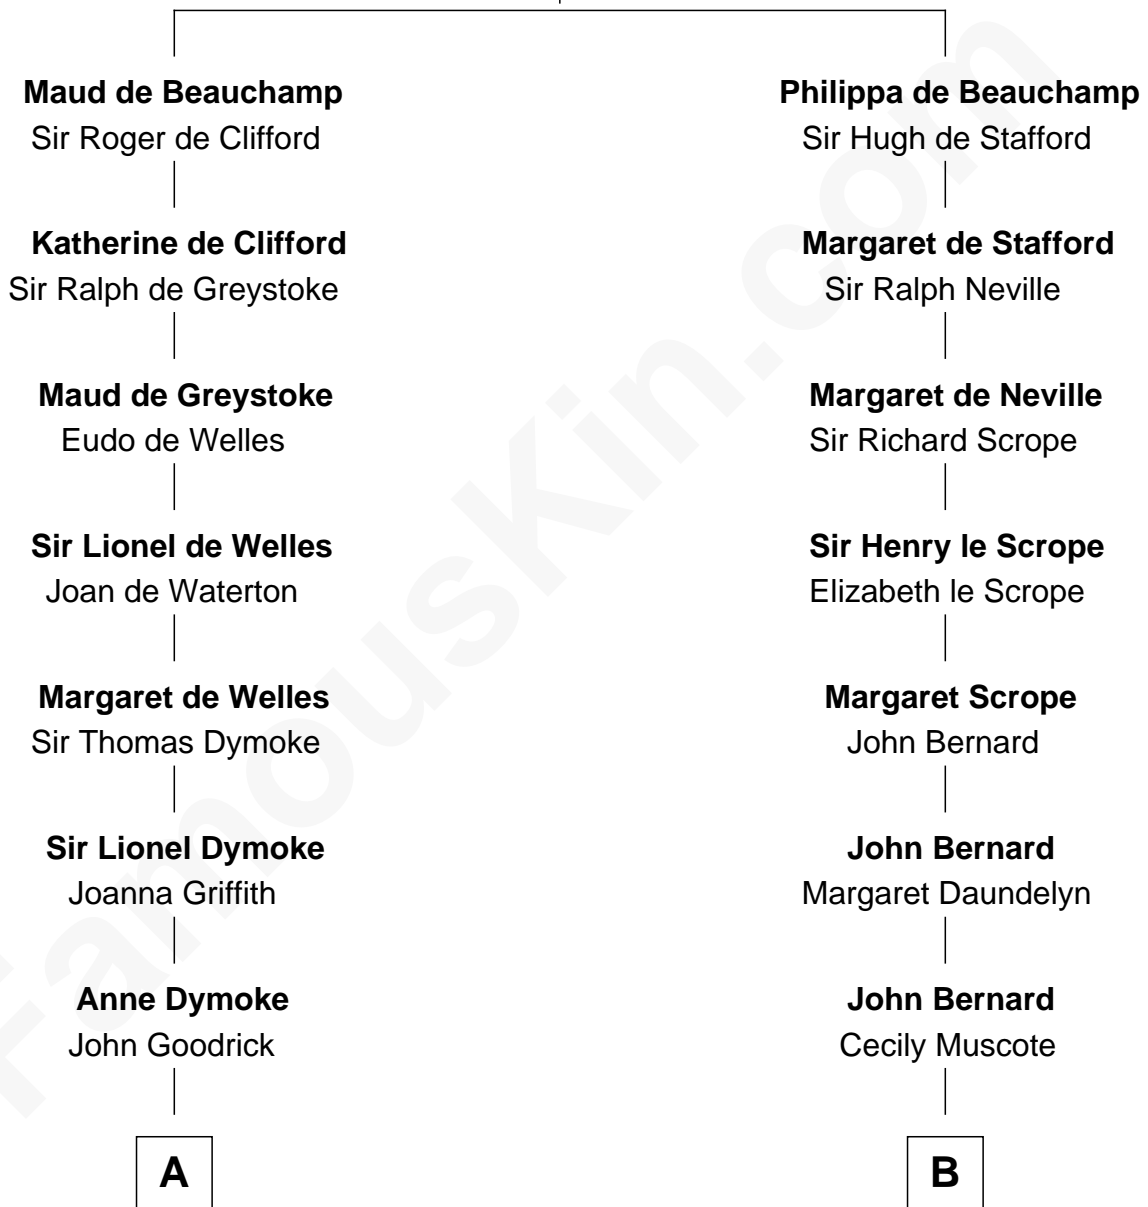 Maud de Beauchamp
Sir Roger de Clifford
Katherine de Clifford
Sir Ralph de Greystoke
Maud de Greystoke
Eudo de Welles
Sir Lionel de Welles
Joan de Waterton
Margaret de Welles
Sir Thomas Dymoke
Sir Lionel Dymoke
Joanna Griffith
Anne Dymoke
John Goodrick
A
Philippa de Beauchamp
Sir Hugh de Stafford
Margaret de Stafford
Sir Ralph Neville
Margaret de Neville
Sir Richard Scrope
Sir Henry le Scrope
Elizabeth le Scrope
Margaret Scrope
John Bernard
John Bernard
Margaret Daundelyn
John Bernard
Cecily Muscote
B
FamousKin.com